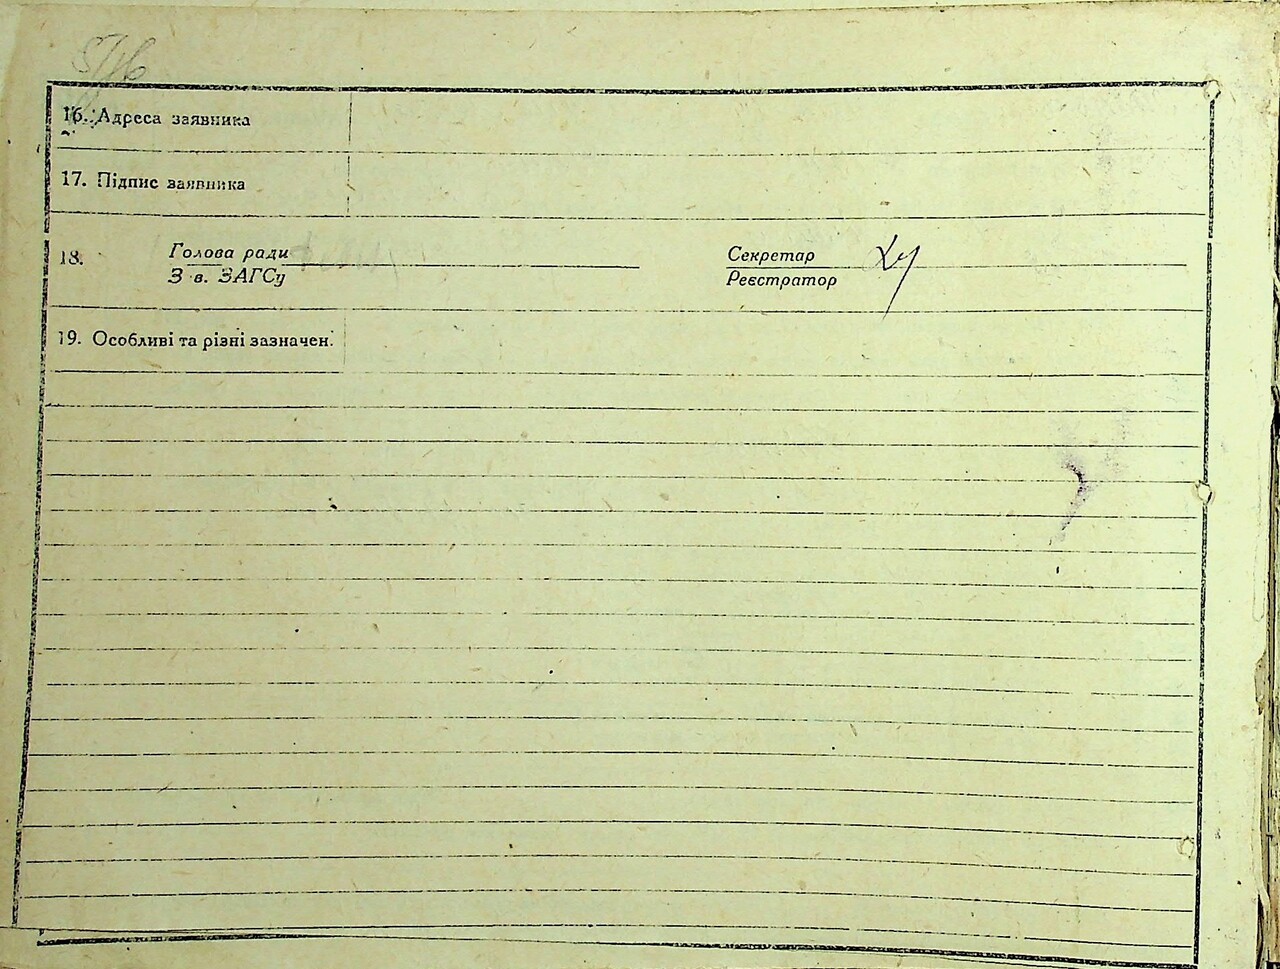 16. Адреса заявника
17. Підпис заявника
18. Голова ради Секретар
З в. ЗАГСу Реєстратор
19. Особливі та різні зазначен.